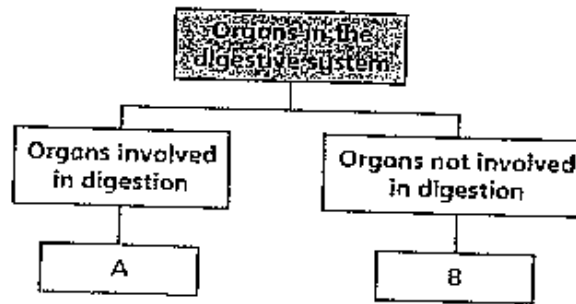 Organs in the
digestive system
Organs involved
in digestion
Organs not involved
in digestion
A
B